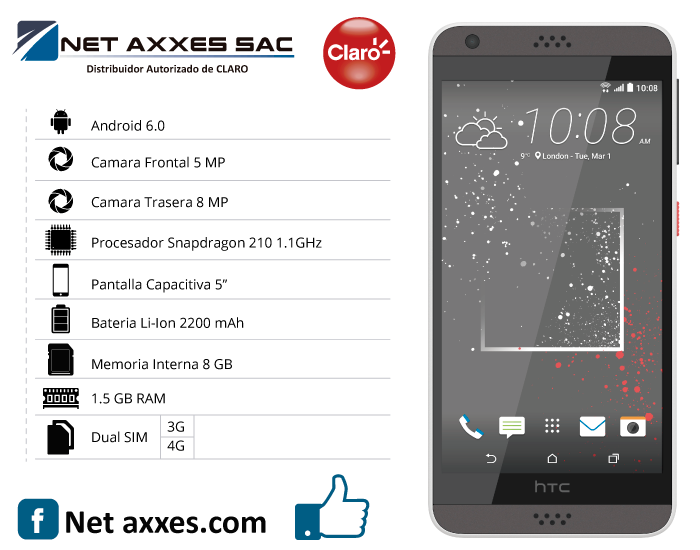 NET AXXES SAC
Distribuidor Autorizado de CLARO
Claro
Android 6.0
Camara Frontal 5 MP
Camara Trasera 8 MP
Procesador Snapdragon 210 1.1GHz
Pantalla Capacitiva 5”
Bateria Li-Ion 2200 mAh
Memoria Interna 8 GB
1.5 GB RAM
Dual SIM
3G
4G
f Net axxes.com
10:08
10:08 AM
9°C London - Tue, Mar 1
hTC